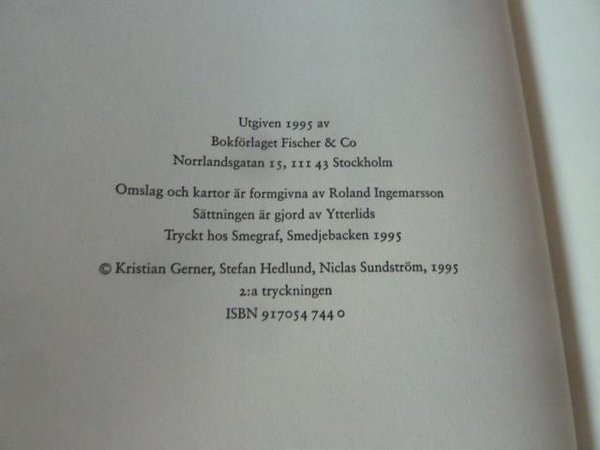 Utgiven 1995 av
Bokförlaget Fischer & Co
Norrlandsgatan 15, 111 43 Stockholm
Omslag och kartor är formgivna av Roland Ingemarsson
Sättningen är gjord av Ytterlids
Tryckt hos Smegraf, Smedjebacken 1995
© Kristian Gerner, Stefan Hedlund, Niclas Sundström, 1995
2:a tryckningen
ISBN 917054 744 0